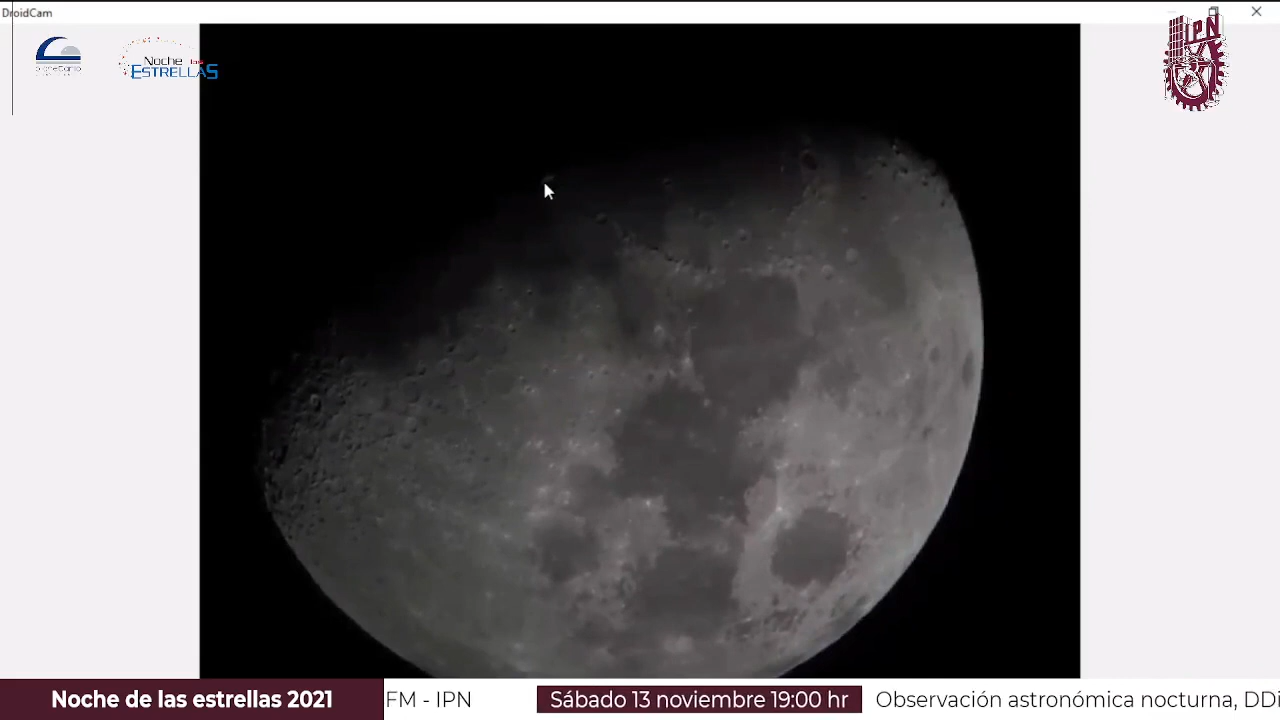 DroidCam
Noche las
ESTRELLAS
IPN
Noche de las estrellas 2021
FM - IPN
Sábado 13 noviembre 19:00 hr
Observación astronómica nocturna, DDi